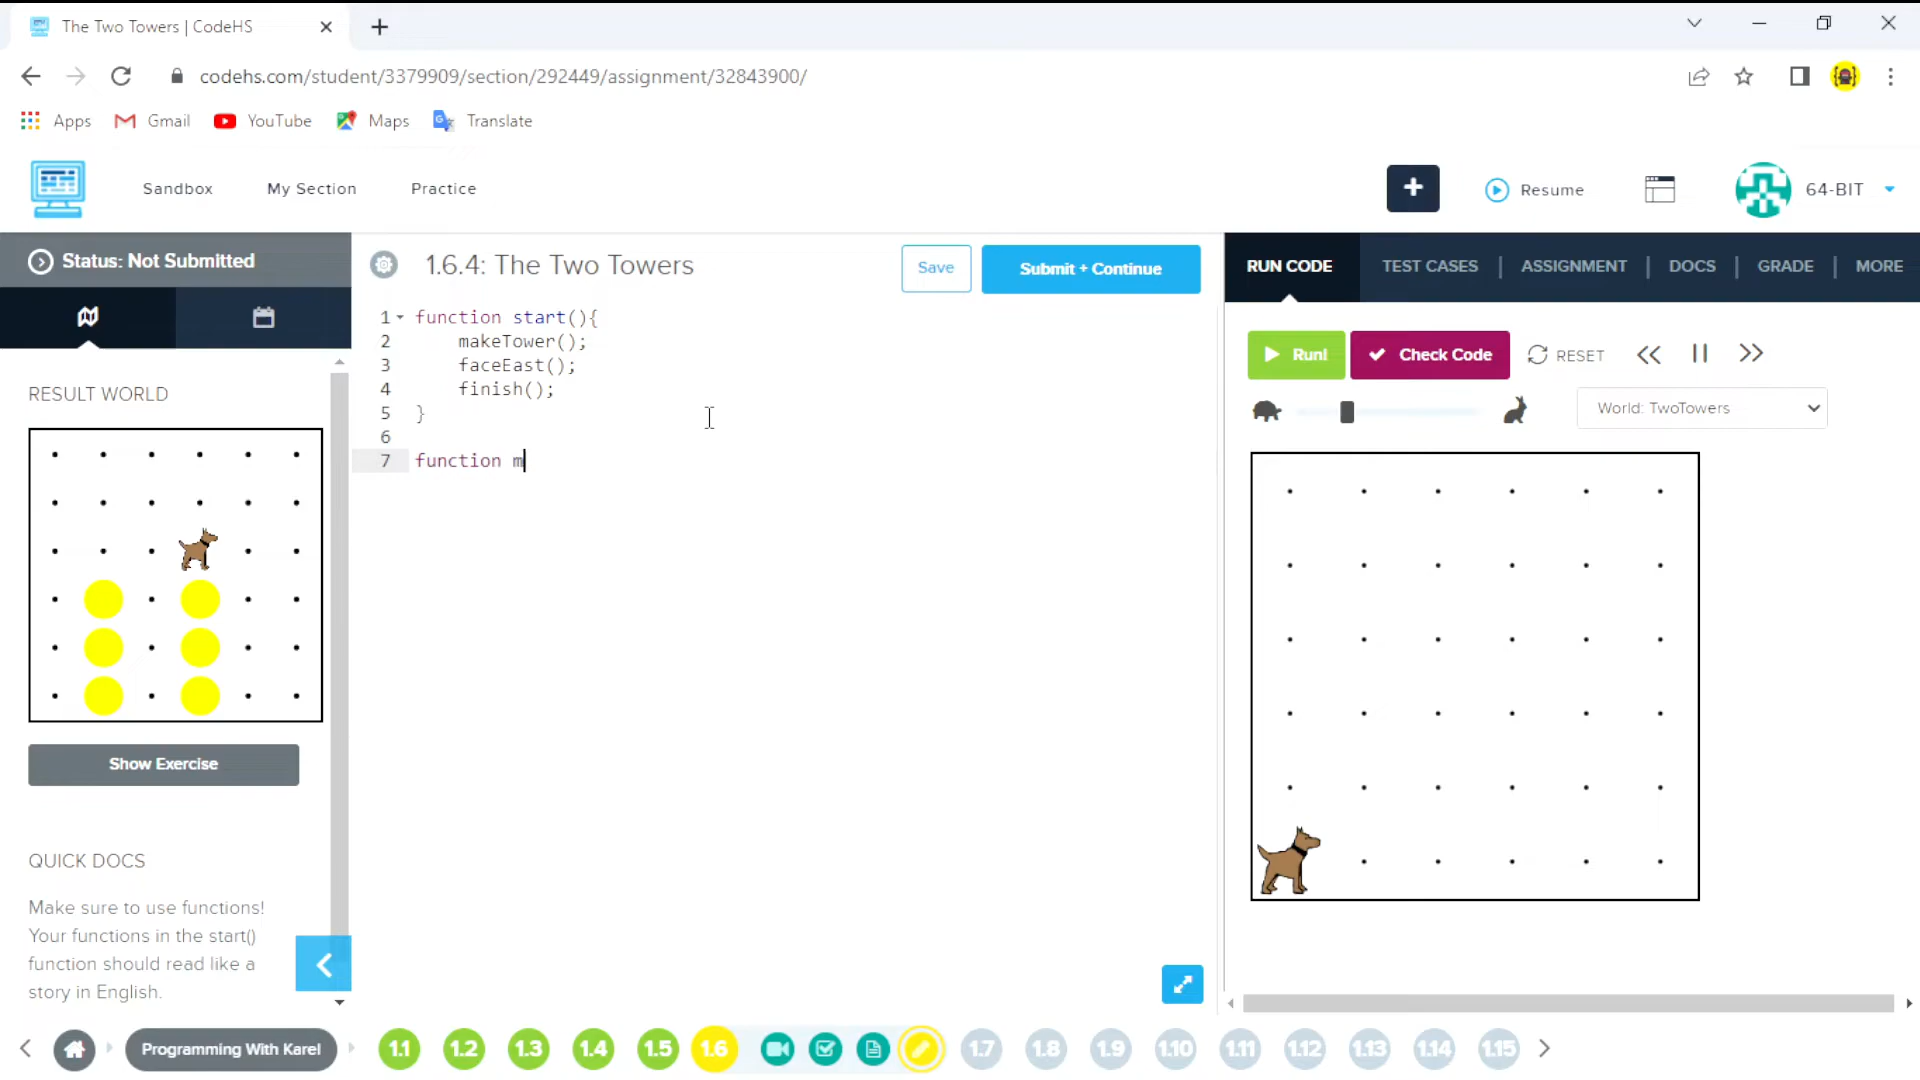 The Two Towers | CodeHS
codehs.com/student/3379909/section/292449/assignment/32843900/
Apps Gmail YouTube Maps Translate
Sandbox My Section Practice
+ Resume 64-BIT
Status: Not Submitted
1.6.4: The Two Towers
Save
Submit + Continue
RUN CODE TEST CASES | ASSIGNMENT | DOCS | GRADE | MORE
RESULT WORLD
Show Exercise
QUICK DOCS
Make sure to use functions!
Your functions in the start()
function should read like a
story in English.
1 function start(){
2 makeTower();
3 faceEast();
4 finish();
5 }
6
7 function m
Run!
Check Code
RESET
World: TwoTowers
Programming With Karel
1.1 1.2 1.3 1.4 1.5 1.6 1.7 1.8 1.9 1.10 1.11 1.12 1.13 1.14 1.15